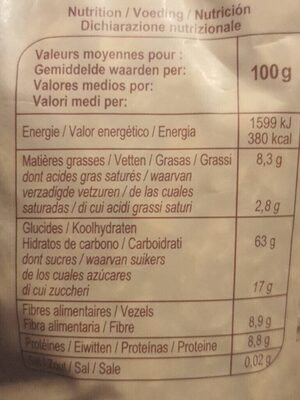 Nutrition / Voeding / Nutrición
Dichiarazione nutrizionale
Valeurs moyennes pour :
Gemiddelde waarden per:
Valores medios por:
Valori medi per:
100g
Energie / Valor energético / Energia
1599 kJ
380 kcal
Matières grasses / Vetten / Grasas / Grassi
8,3 g
dont acides gras saturés / waarvan
verzadigde vetzuren / de las cuales
saturadas / di cui acidi grassi saturi
2,8 g
Glucides / Koolhydraten
Hidratos de carbono / Carboidrati
63 g
dont sucres / waarvan suikers
de los cuales azúcares
di cui zuccheri
17 g
Fibres alimentaires / Vezels
Fibra alimentaria / Fibre
8,9 g
Protéines / Eiwitten / Proteínas / Proteine
8,8 g
/ Zout / Sal / Sale
0,02 g